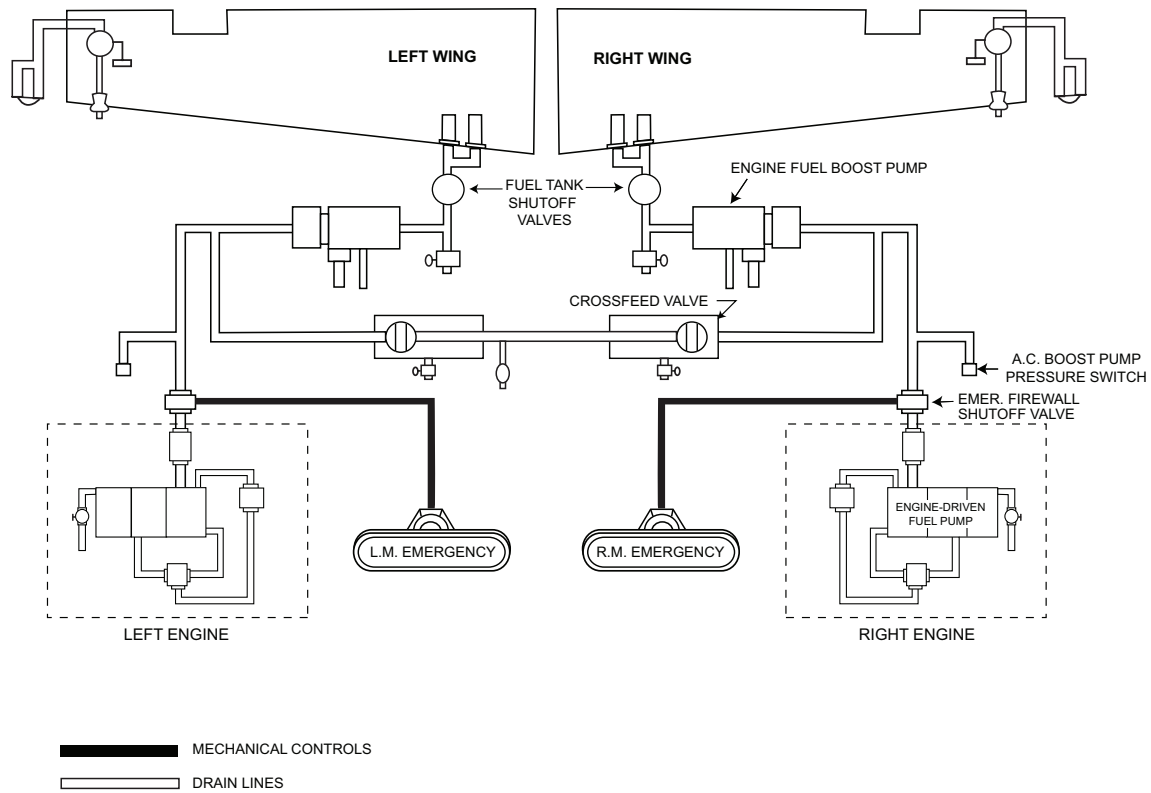 LEFT WING
RIGHT WING
ENGINE FUEL BOOST PUMP
FUEL TANK
SHUTOFF
VALVES
CROSSFEED VALVE
A.C. BOOST PUMP
PRESSURE SWITCH
EMER. FIREWALL
SHUTOFF VALVE
ENGINE-DRIVEN
FUEL PUMP
L.M. EMERGENCY
R.M. EMERGENCY
LEFT ENGINE
RIGHT ENGINE
MECHANICAL CONTROLS
DRAIN LINES